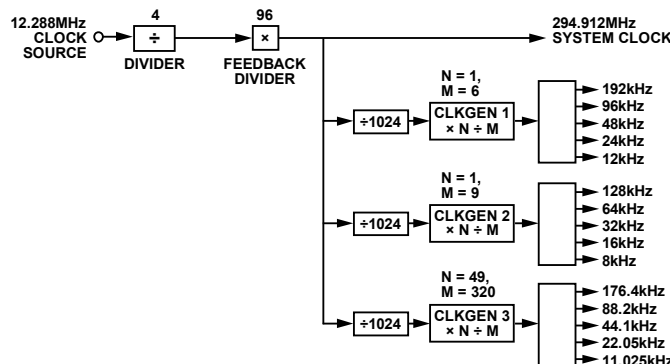 12.288MHz
CLOCK
SOURCE
4
÷
DIVIDER
96
×
FEEDBACK
DIVIDER
294.912MHz
SYSTEM CLOCK
N = 1,
M = 6
÷1024
CLKGEN 1
× N ÷ M
192kHz
96kHz
48kHz
24kHz
12kHz
N = 1,
M = 9
÷1024
CLKGEN 2
× N ÷ M
128kHz
64kHz
32kHz
16kHz
8kHz
N = 49,
M = 320
÷1024
CLKGEN 3
× N ÷ M
176.4kHz
88.2kHz
44.1kHz
22.05kHz
11.025kHz